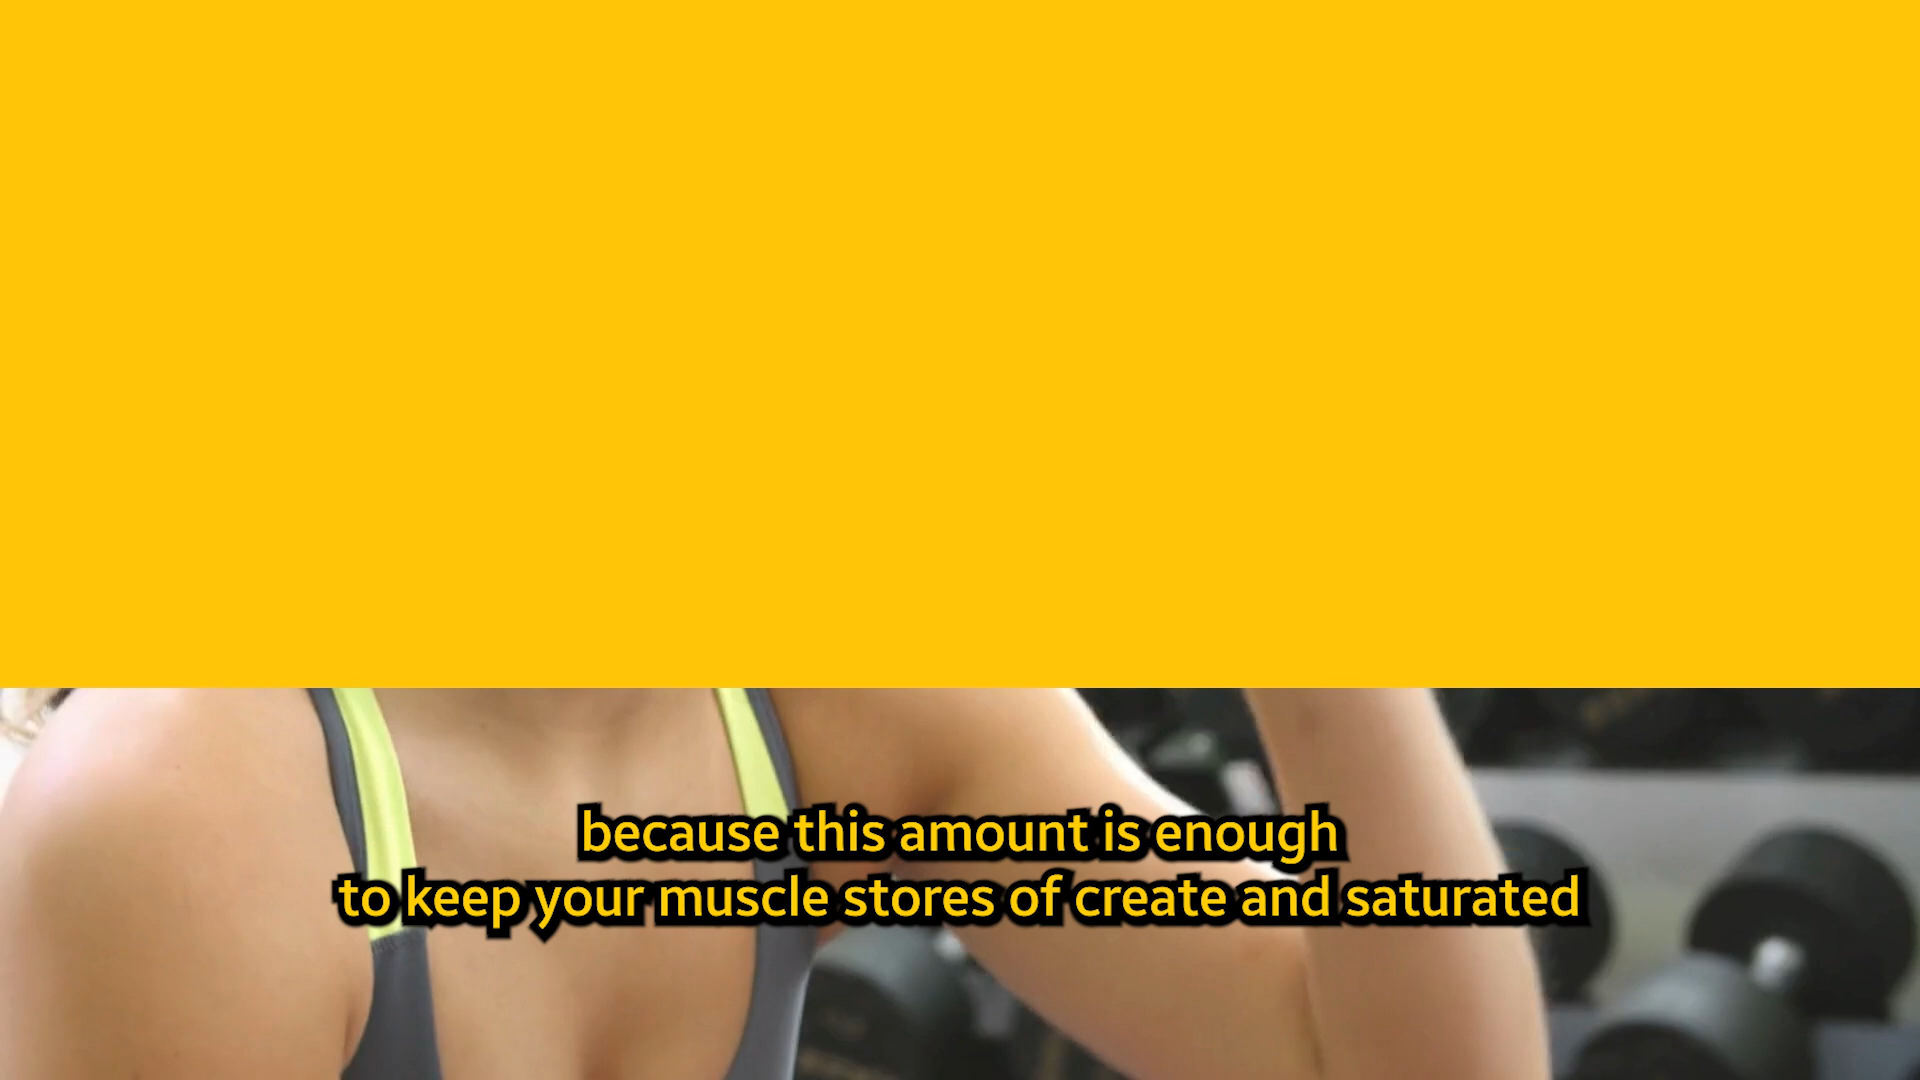 because this amount is enough
to keep your muscle stores of create and saturated